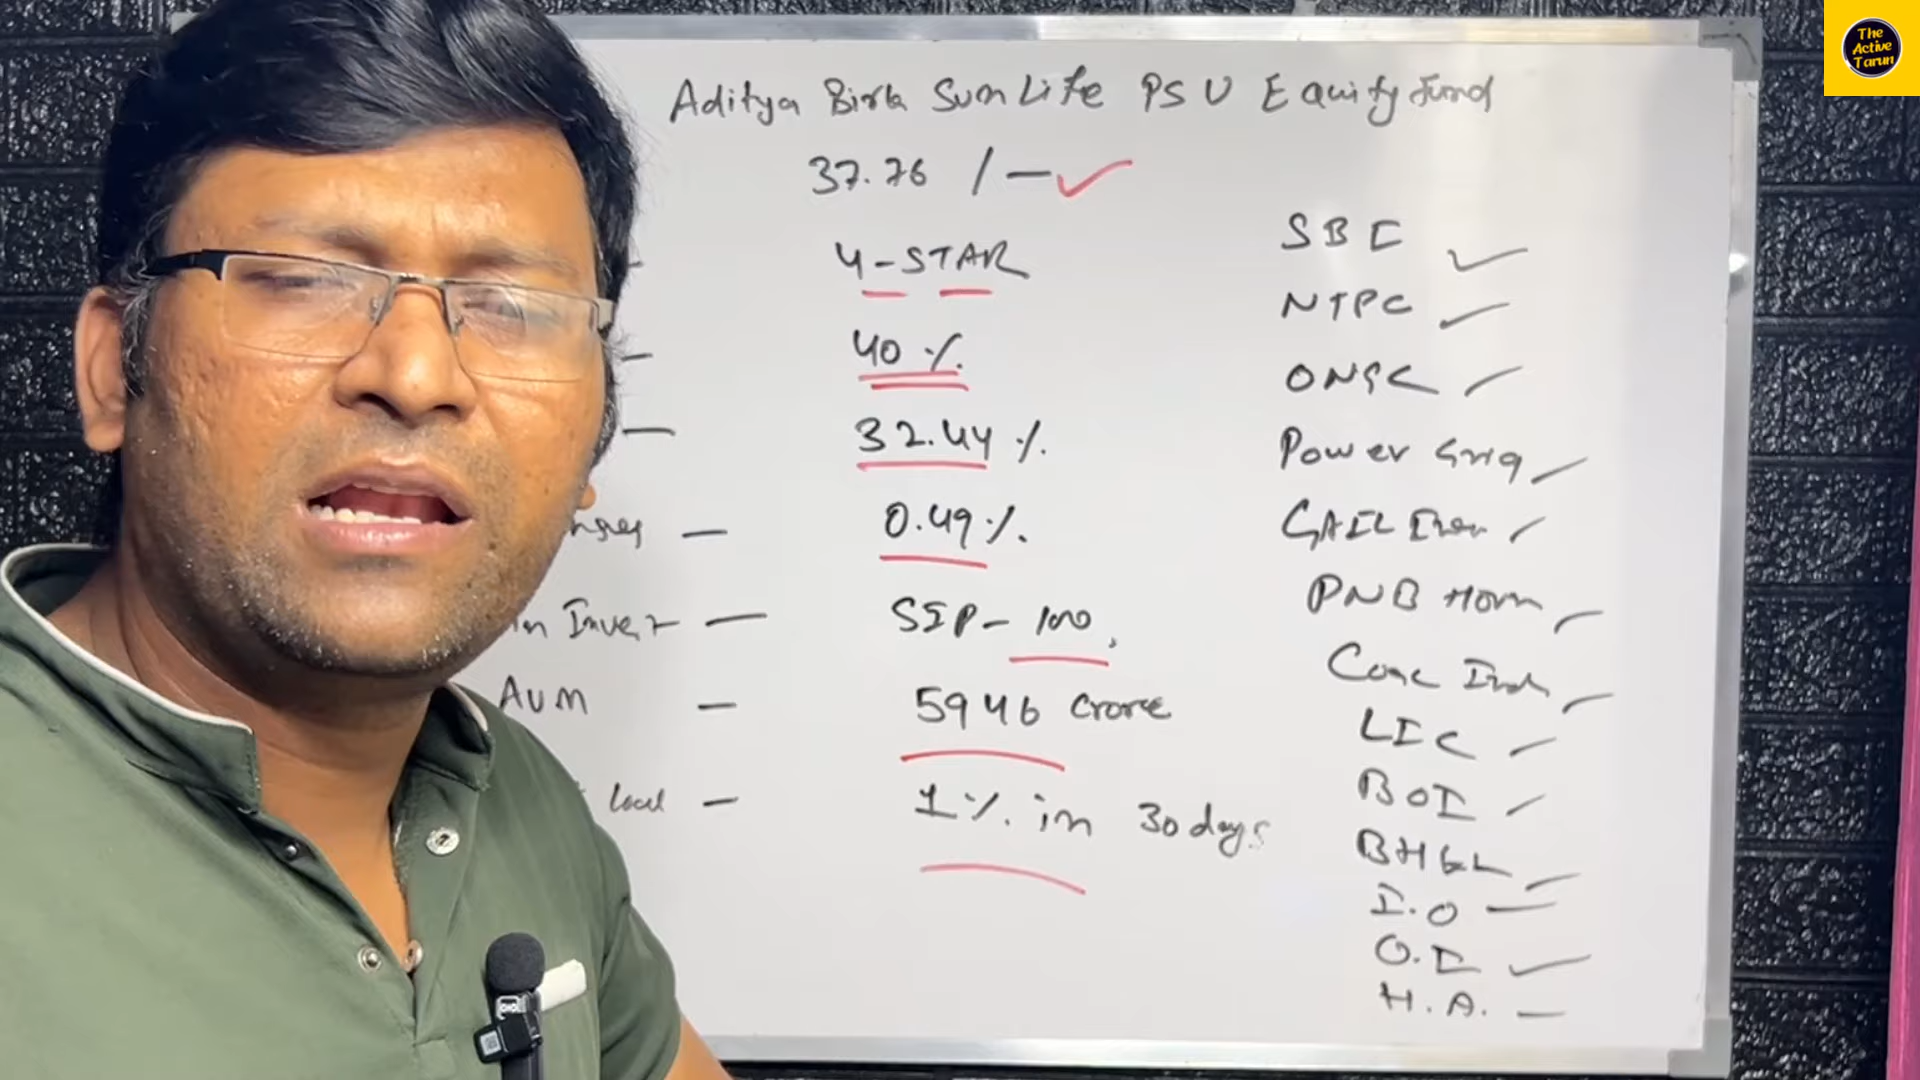 The
Active
Tarun
Aditya Birla Sun Life PSU Equity Fund
37.76 /-
4-STAR
- 40 %.
- 32.44 %.
- 0.49 %.
Invest - SIP - 100
AUM - 5946 Crore
- 1 %. in 30 days
SBI
NTPC
ONGC
Power Grid
GAIL
PNB
LIC
BOI
BHEL
I.O
O.I
H.A.